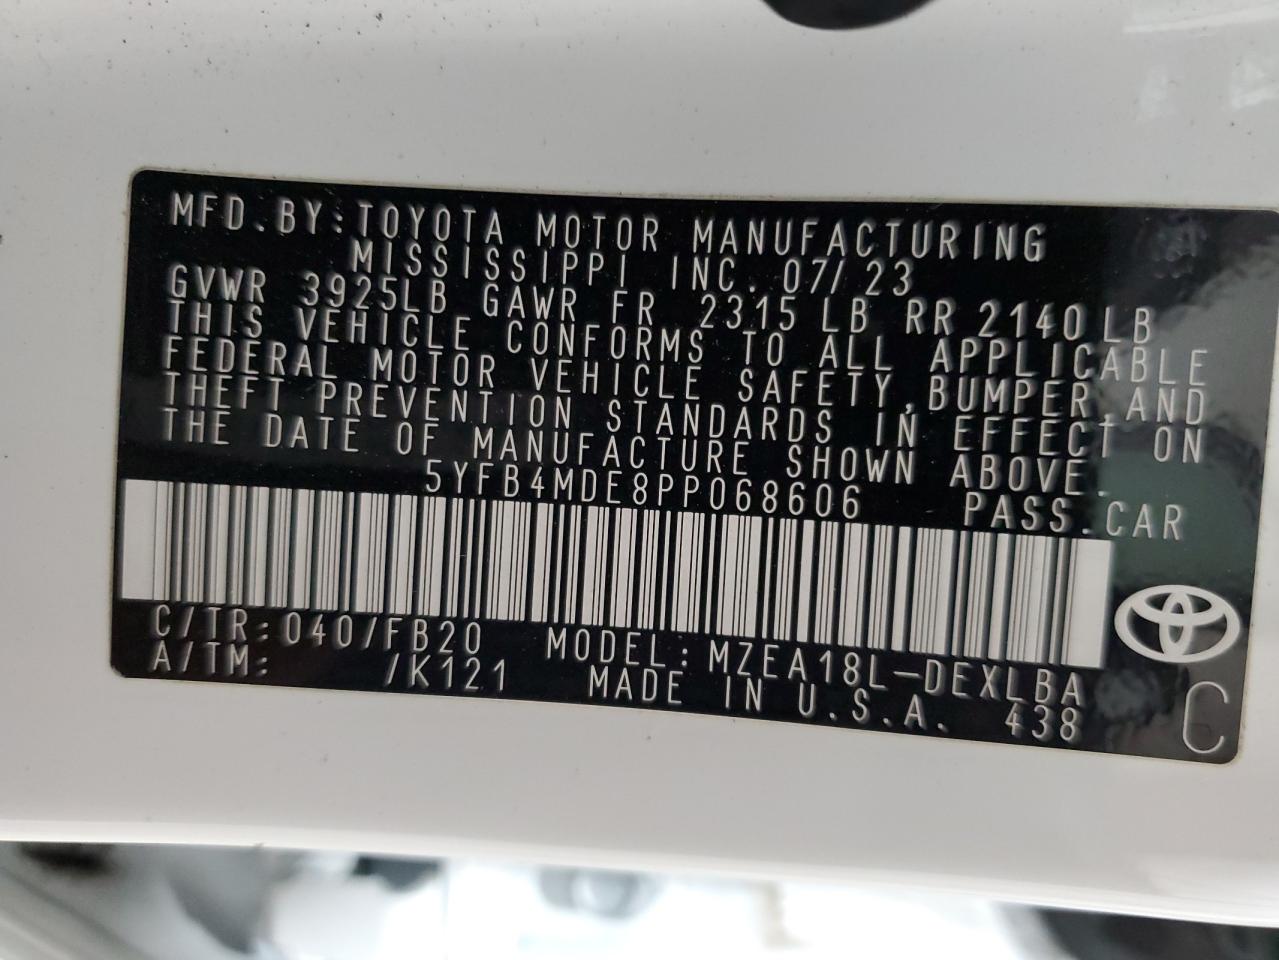 MFD.BY:TOYOTA MOTOR MANUFACTURING
MISSISSIPPI INC. 07/23
GVWR 3925LB GAWR FR 2315 LB RR 2140LB
THIS VEHICLE CONFORMS TO ALL APPLICABLE
FEDERAL MOTOR VEHICLE SAFETY,BUMPER,AND
THEFT PREVENTION STANDARDS IN EFFECT ON
THE DATE OF MANUFACTURE SHOWN ABOVE.
5YFB4MDE8PP068606 PASS.CAR
C/TR:040/FB20 MODEL:MZEA18L-DEXLBA
A/TM: /K121 MADE IN U.S.A. 438
C